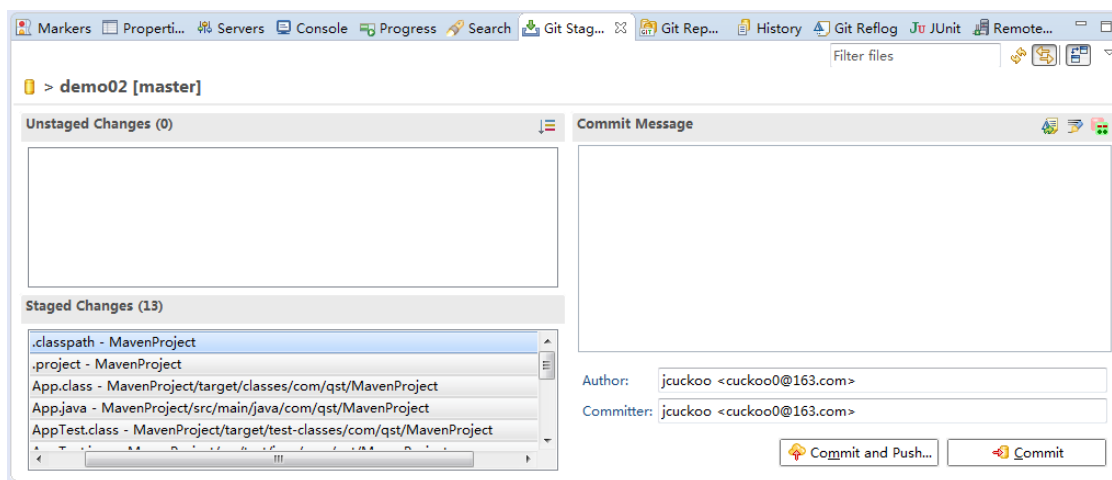 Markers Properti... Servers Console Progress Search Git Stag... Git Rep... History Git Reflog JUnit Remote...
Filter files
> demo02 [master]
Unstaged Changes (0)
Commit Message
Staged Changes (13)
.classpath - MavenProject
.project - MavenProject
App.class - MavenProject/target/classes/com/qst/MavenProject
App.java - MavenProject/src/main/java/com/qst/MavenProject
AppTest.class - MavenProject/target/test-classes/com/qst/MavenProject
Author: jcuckoo <cuckoo0@163.com>
Committer: jcuckoo <cuckoo0@163.com>
Commit and Push... Commit